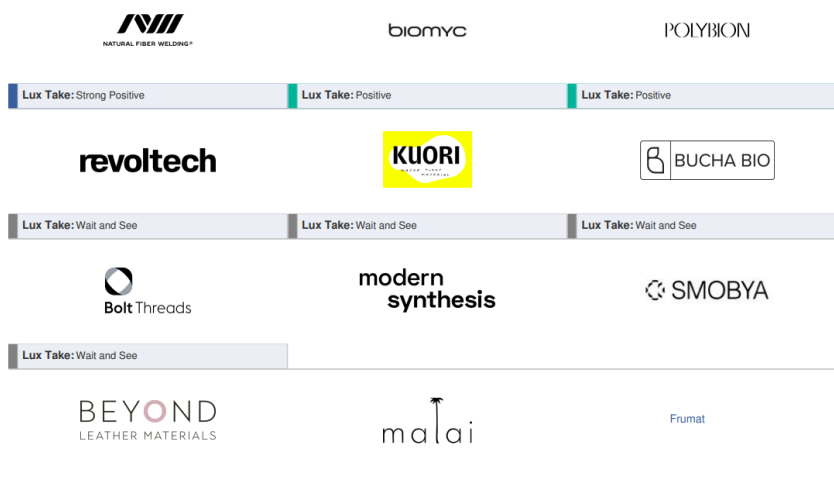 NATURAL FIBER WELDING®
biomyc
POLYBION
Lux Take: Strong Positive
Lux Take: Positive
Lux Take: Positive
revoltech
KUORI
BUCHA BIO
Lux Take: Wait and See
Lux Take: Wait and See
Lux Take: Wait and See
Bolt Threads
modern
synthesis
SMOBYA
Lux Take: Wait and See
BEYOND
LEATHER MATERIALS
malai
Frumat